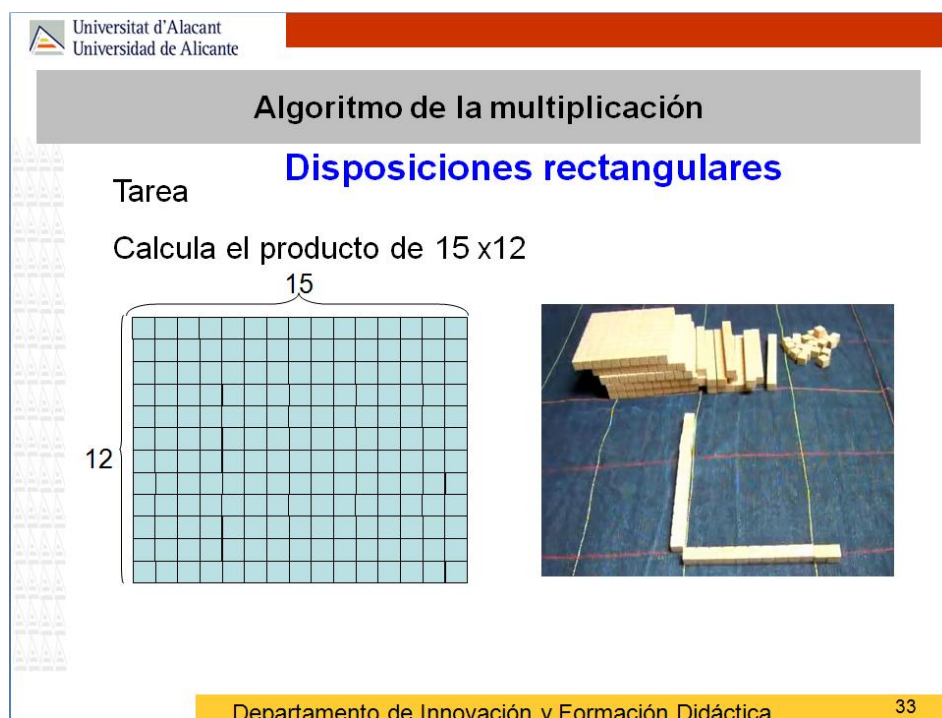 Universitat d'Alacant
Universidad de Alicante
Algoritmo de la multiplicación
Disposiciones rectangulares
Tarea
Calcula el producto de 15 x12
15
12
Departamento de Innovación y Formación Didáctica
33